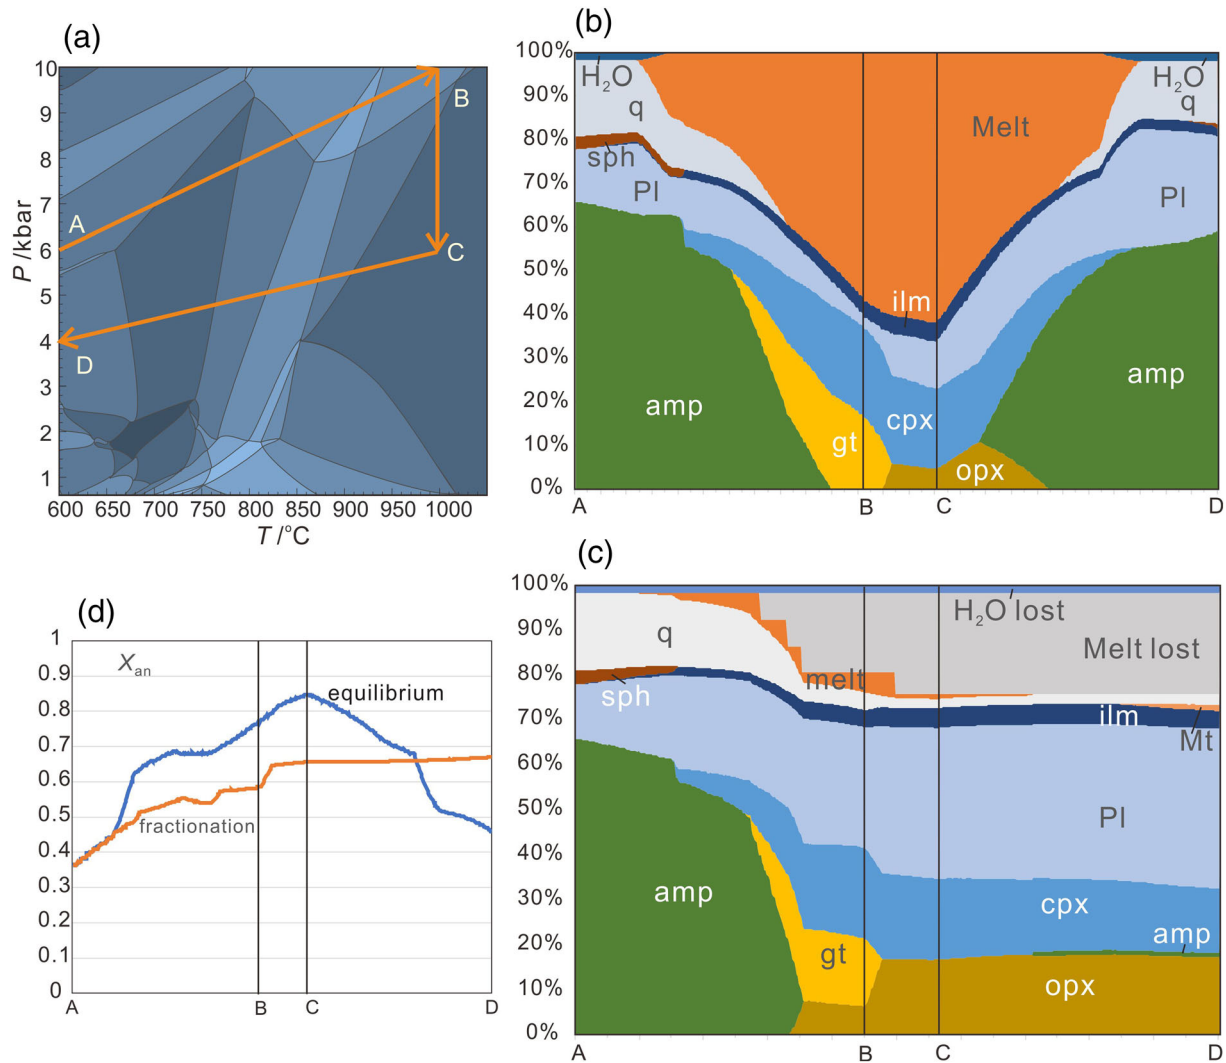 (a)
10
9
8
7
6
5
4
3
2
1
P /kbar
A
B
C
D
600
650
700
750
800
850
900
950
1000
T /°C
(b)
100%
90%
80%
70%
60%
50%
40%
30%
20%
10%
0%
H₂O
q
sph
Pl
amp
gt
Melt
ilm
cpx
opx
H₂O
q
Pl
amp
A
B
C
D
(d)
1
0.9
0.8
0.7
0.6
0.5
0.4
0.3
0.2
0.1
0
Xan
equilibrium
fractionation
A
B
C
D
(c)
100%
90%
80%
70%
60%
50%
40%
30%
20%
10%
0%
q
sph
amp
melt
gt
H₂O lost
Melt lost
ilm
Mt
Pl
cpx
amp
opx
A
B
C
D